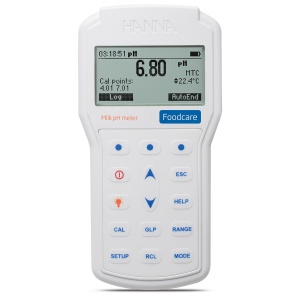 HANNA
03:18:51 pH
6.80 pH
MTC
Cal points:
22.4°C
4.01 7.01
Log AutoEnd
Milk pH meter Foodcare
ESC
HELP
CAL GLP RANGE
SETUP RCL MODE